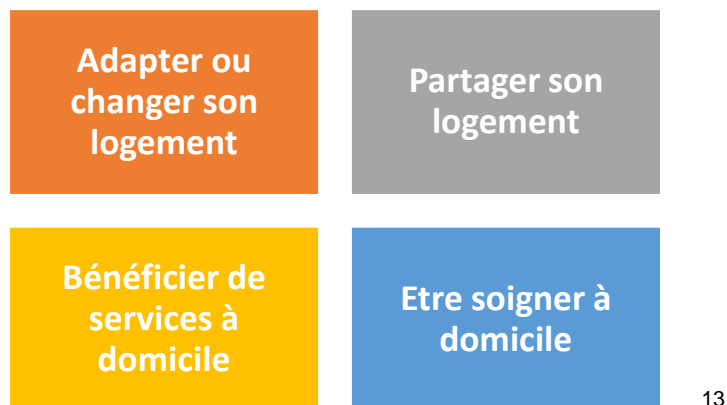 Adapter ou
changer son
logement
Partager son
logement
Bénéficier de
services à
domicile
Etre soigner à
domicile
13